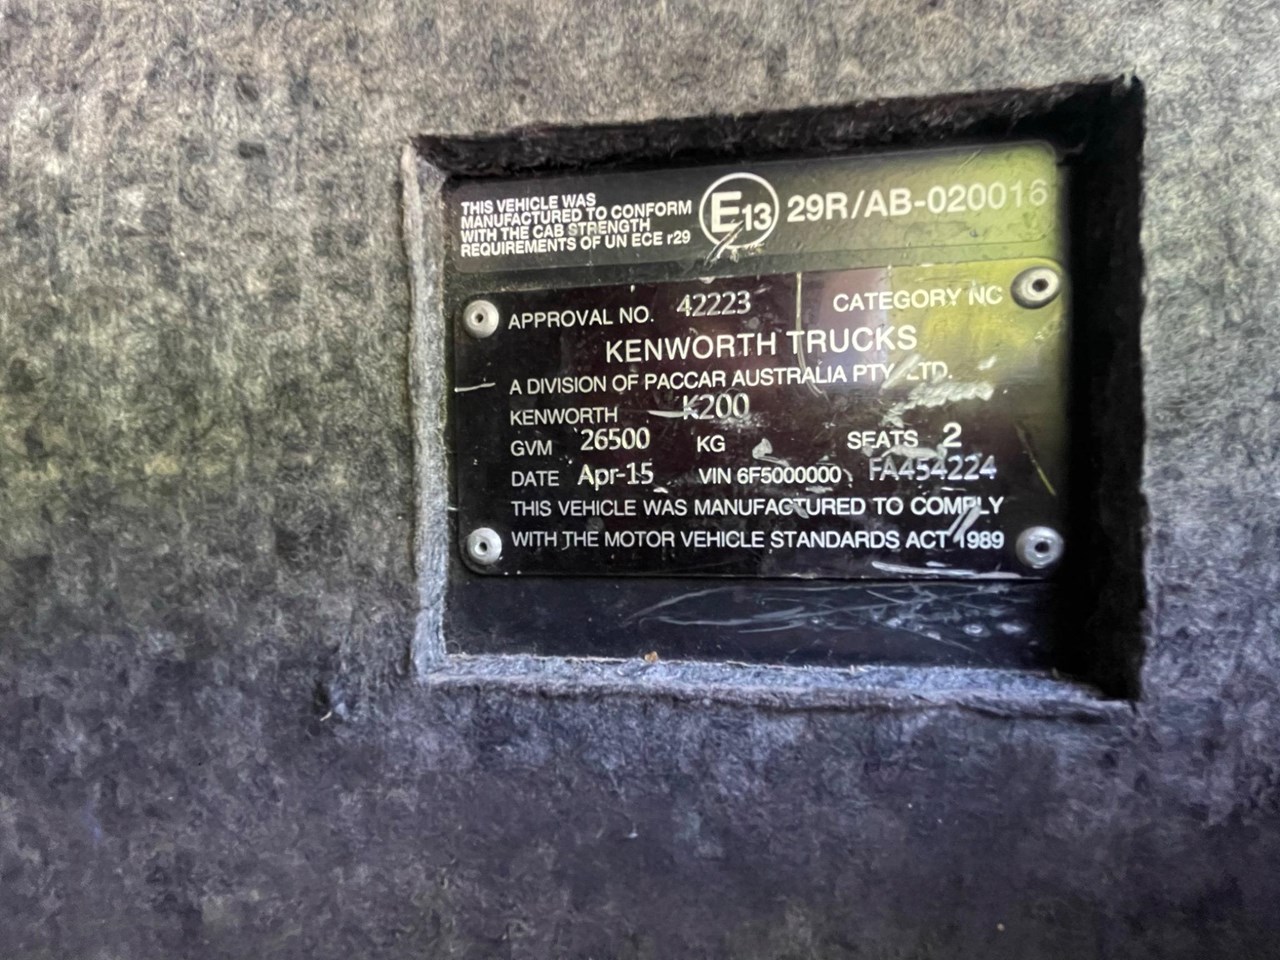 THIS VEHICLE WAS
MANUFACTURED TO CONFORM
WITH THE CAB STRENGTH
REQUIREMENTS OF UN ECE r29
E13 29R/AB-020016
APPROVAL NO. 42223 CATEGORY NC
KENWORTH TRUCKS
A DIVISION OF PACCAR AUSTRALIA PTY. LTD.
KENWORTH K200
GVM 26500 KG SEATS 2
DATE Apr-15 VIN 6F5000000 FA454224
THIS VEHICLE WAS MANUFACTURED TO COMPLY
WITH THE MOTOR VEHICLE STANDARDS ACT 1989